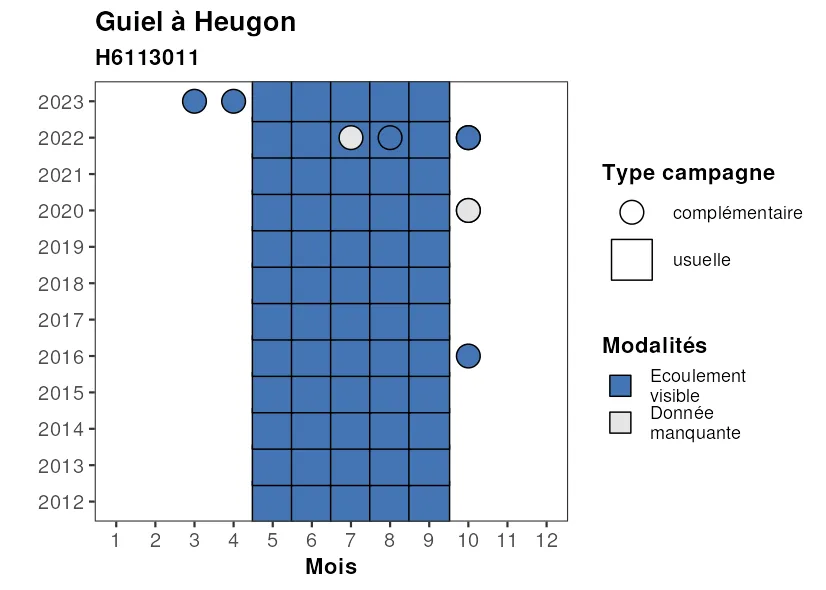 Guiel à Heugon
H6113011
2023
2022
2021
2020
2019
2018
2017
2016
2015
2014
2013
2012
1 2 3 4 5 6 7 8 9 10 11 12
Mois
Type campagne
complémentaire
usuelle
Modalités
Ecoulement
visible
Donnée
manquante